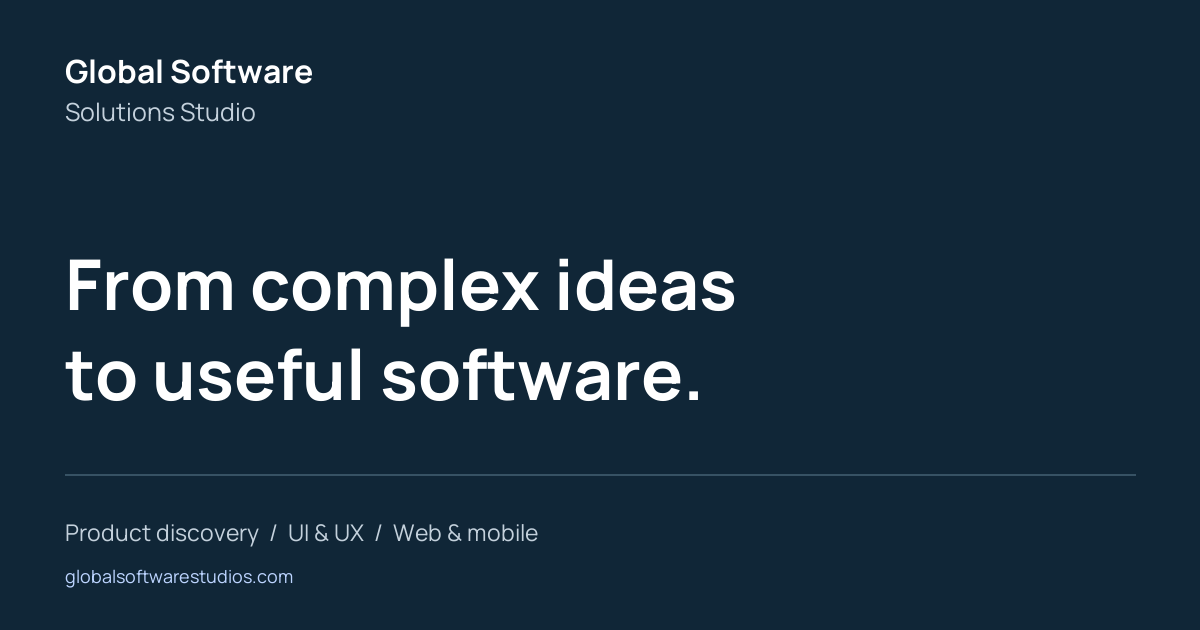 Global Software
Solutions Studio
From complex ideas
to useful software.
Product discovery / UI & UX / Web & mobile
globalsoftwarestudios.com